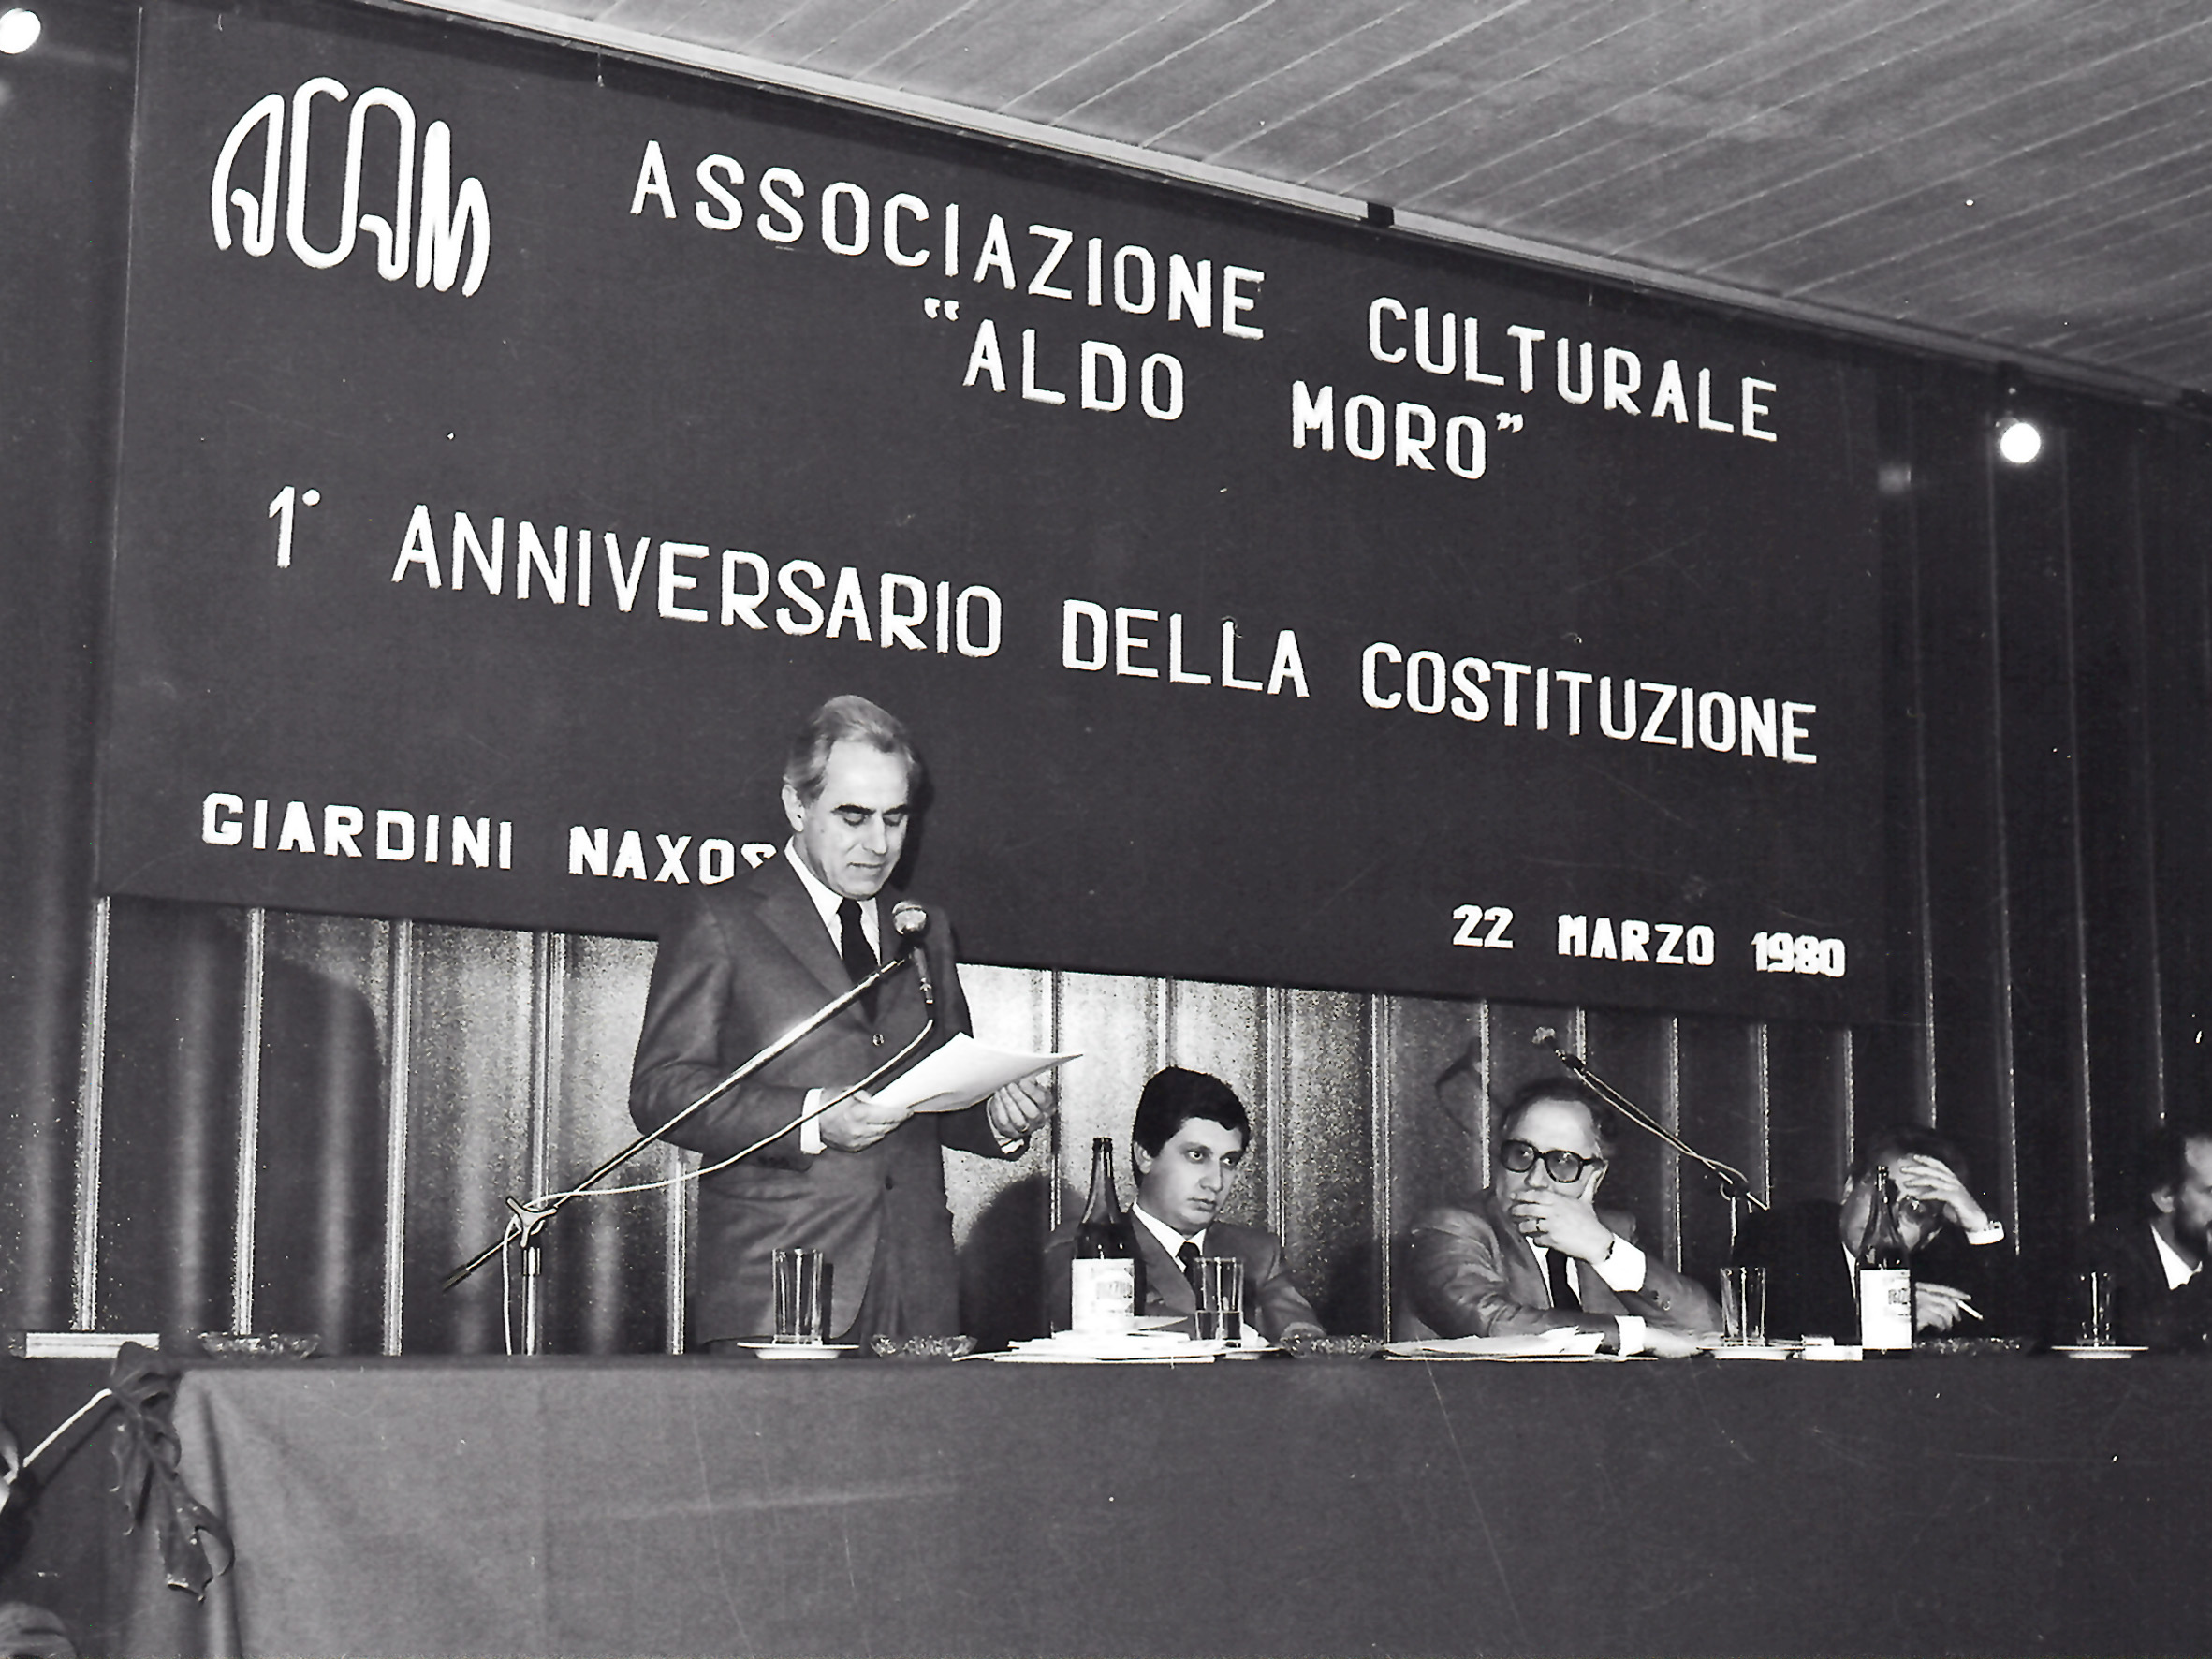 ACAM
ASSOCIAZIONE CULTURALE
“ALDO MORO”
1° ANNIVERSARIO DELLA COSTITUZIONE
GIARDINI NAXOS
22 MARZO 1980